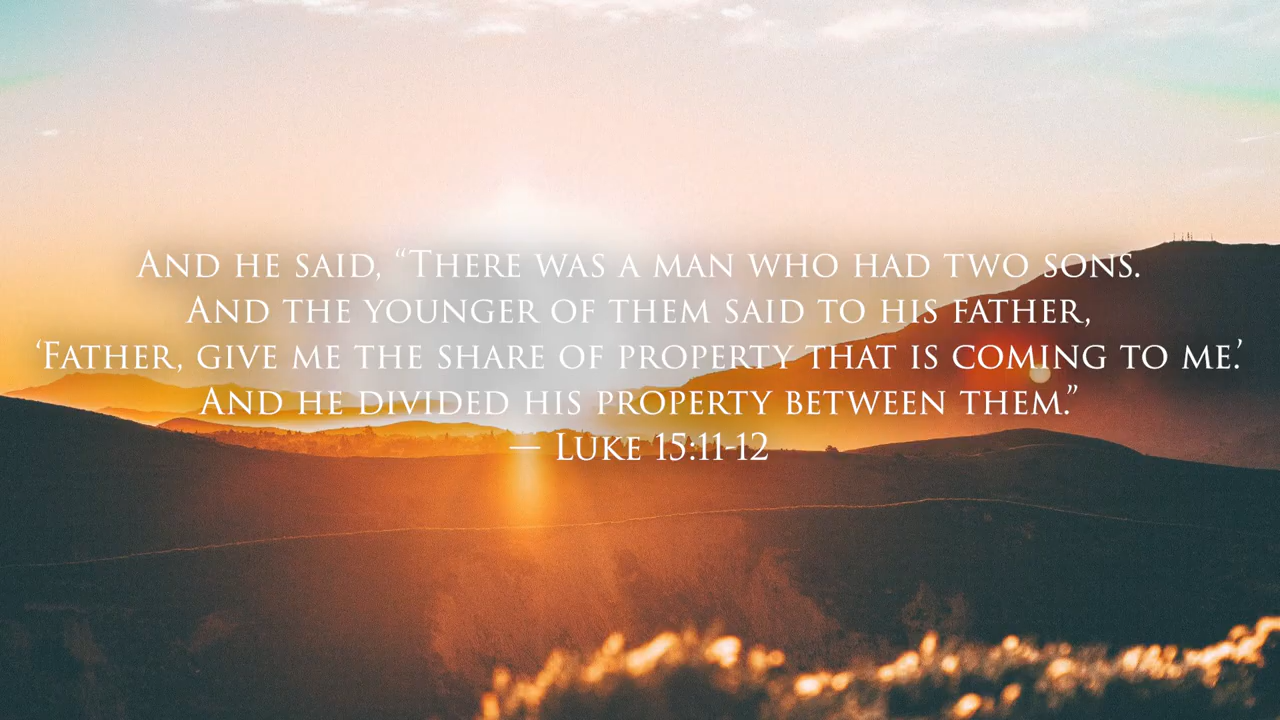 And he said, “There was a man who had two sons.
And the younger of them said to his father,
‘Father, give me the share of property that is coming to me.’
And he divided his property between them.”
— Luke 15:11-12